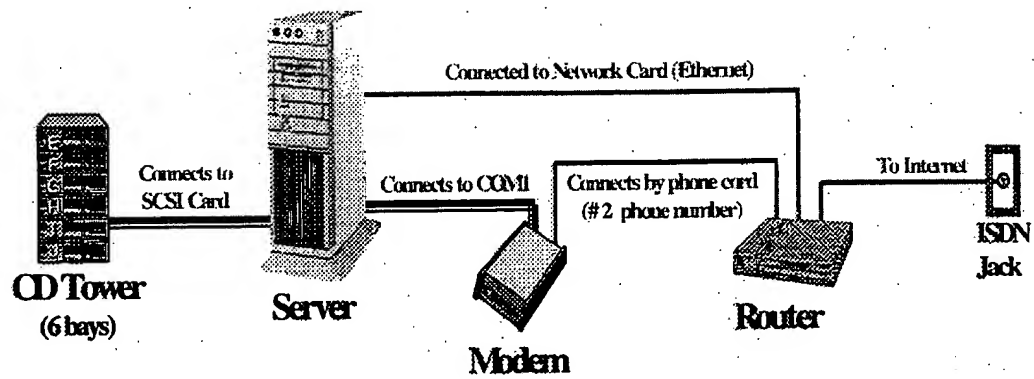 Connected to Network Card (Ethernet)
Connects to
SCSI Card
Connects to COM1
Connects by phone cord
(#2 phone number)
To Internet
ISDN
Jack
CD Tower
(6 bays)
Server
Modem
Router